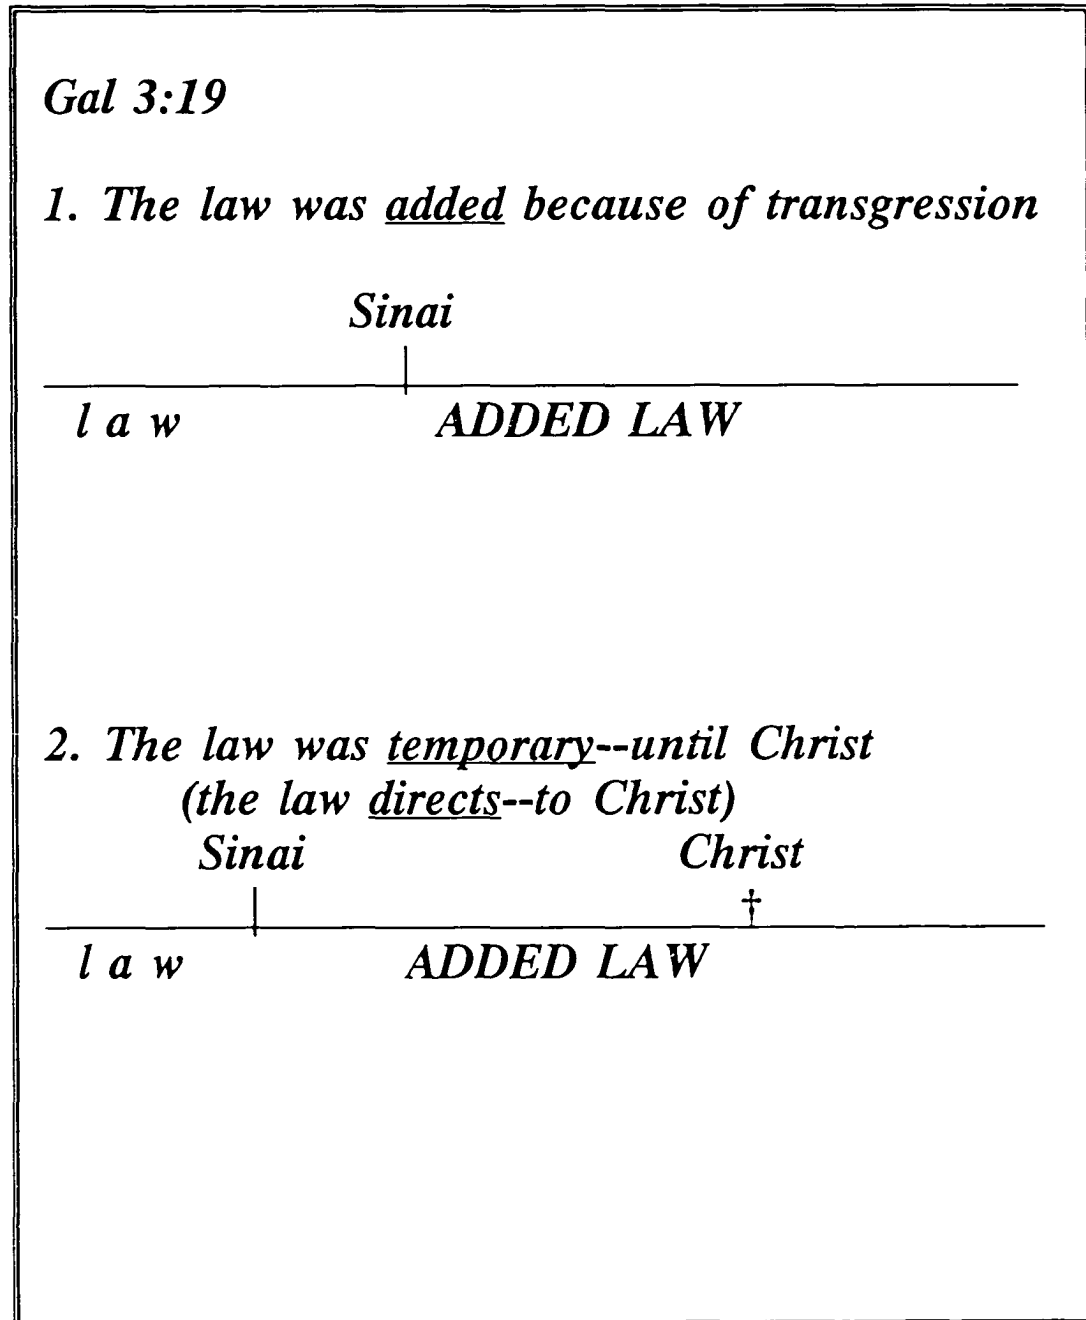 Gal 3:19
1. The law was added because of transgression
Sinai
l a w ADDED LAW
2. The law was temporary--until Christ
(the law directs--to Christ)
Sinai Christ
†
l a w ADDED LAW